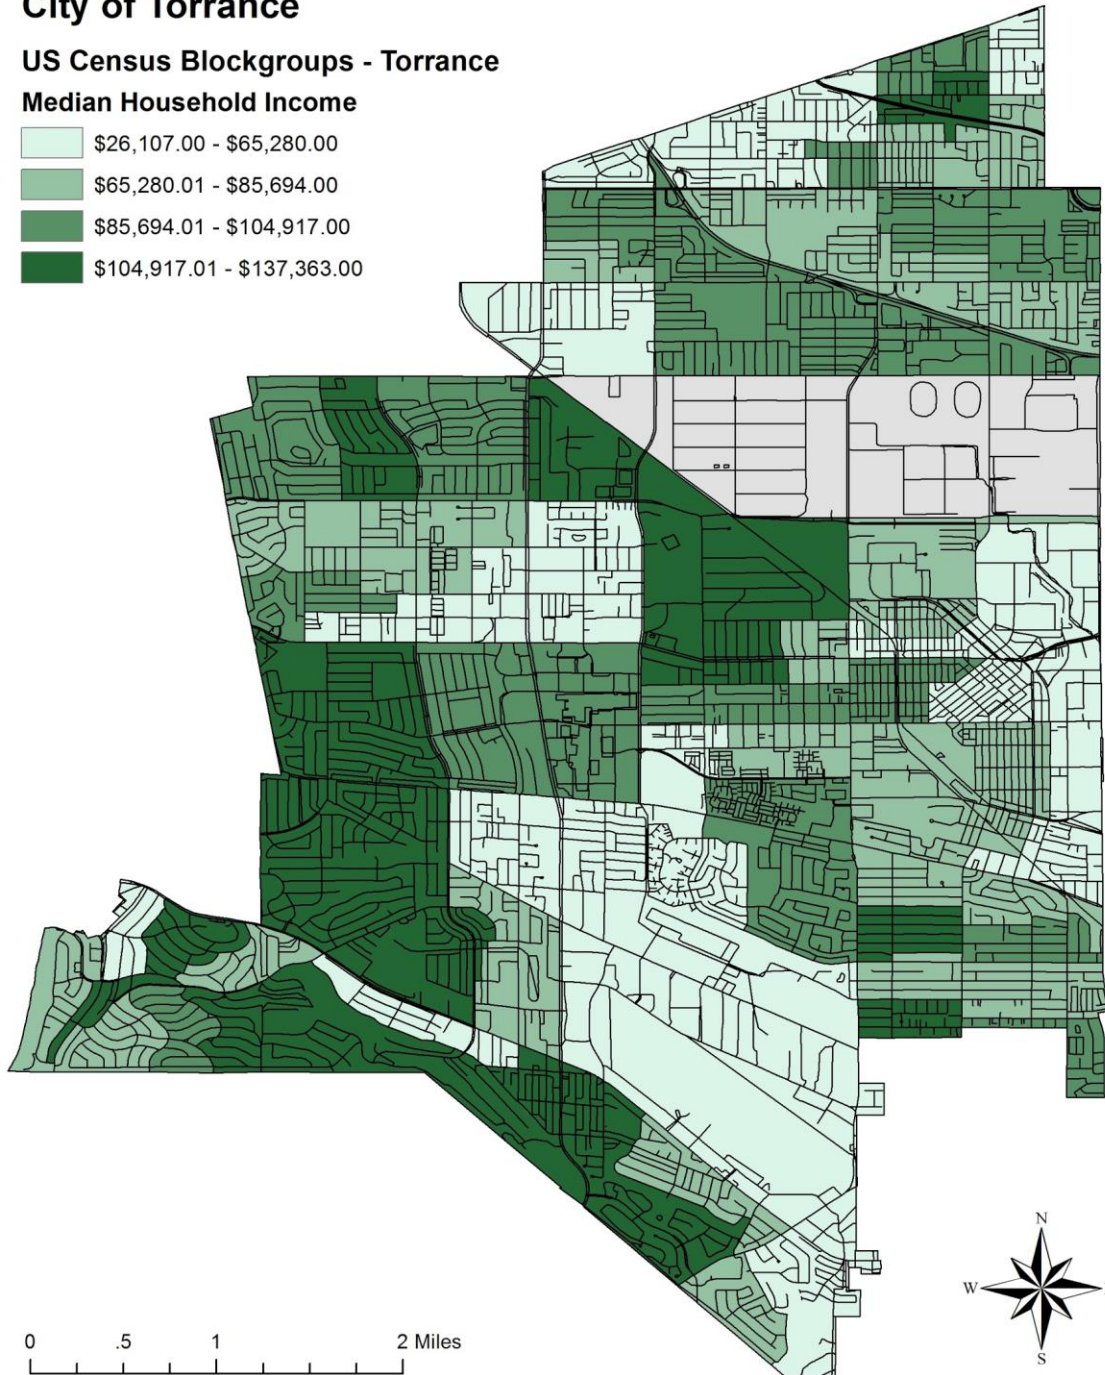 City of Torrance
US Census Blockgroups - Torrance
Median Household Income
$26,107.00 - $65,280.00
$65,280.01 - $85,694.00
$85,694.01 - $104,917.00
$104,917.01 - $137,363.00
N
W
S
0 .5 1 2 Miles